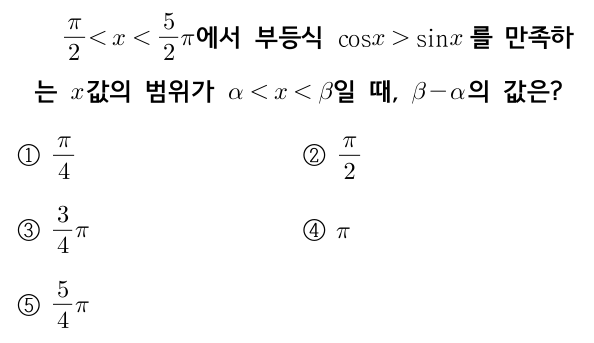 $\frac{\pi}{2} < x < \frac{5}{2}\pi$에서 부등식 $\cos x > \sin x$ 를 만족하
는 $x$값의 범위가 $\alpha < x < \beta$일 때, $\beta - \alpha$의 값은?
① $\frac{\pi}{4}$ ② $\frac{\pi}{2}$
③ $\frac{3}{4}\pi$ ④ $\pi$
⑤ $\frac{5}{4}\pi$